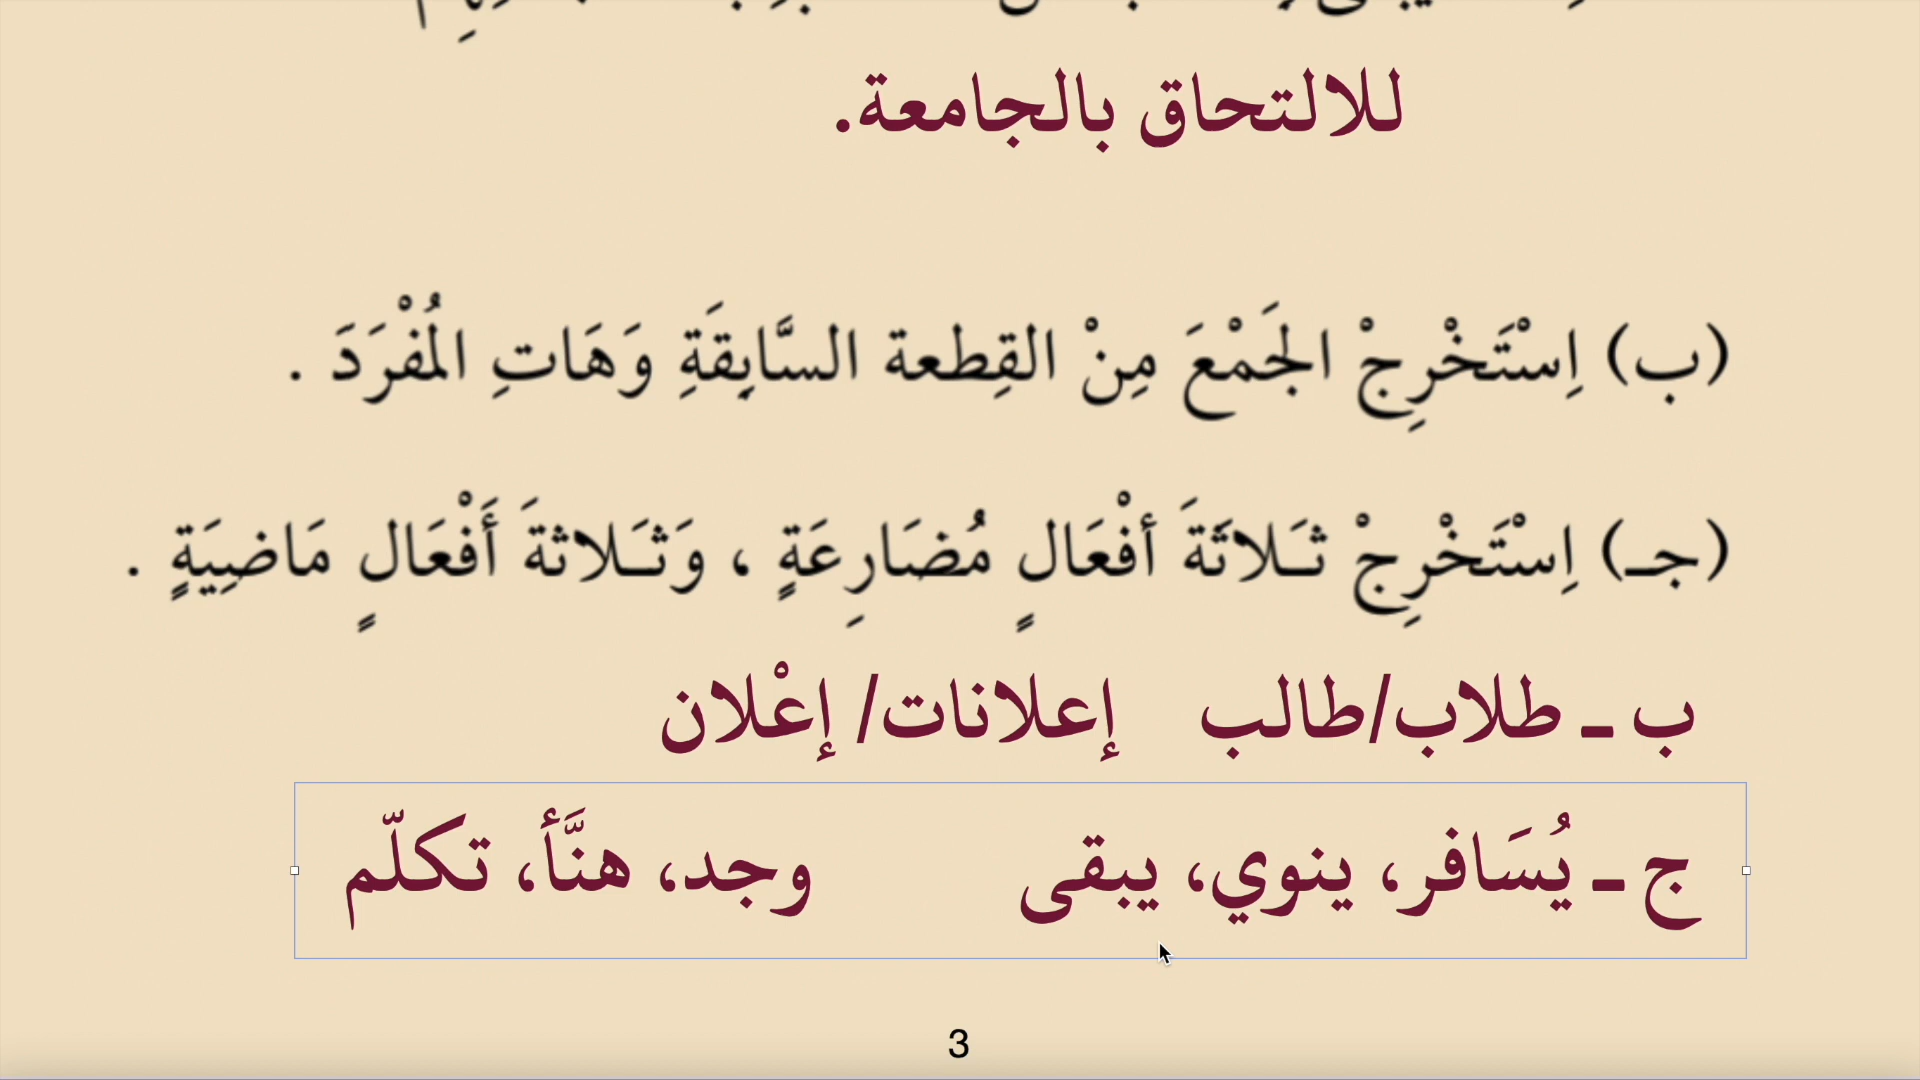 للالتحاق بالجامعة.
(ب) اِسْتَخْرِجْ الجَمْعَ مِنْ القِطعة السَّابِقَةِ وَهَاتِ المُفْرَدَ .
(جـ) اِسْتَخْرِجْ ثَـلاثَةَ أفْعَالٍ مُضَارِعَةٍ ، وَثَـلاثةَ أَفْعَالٍ مَاضِيَةٍ .
ب ـ طلاب/طالب إعلانات/ إعْلان
ج ـ يُسَافر، ينوي، يبقى وجد، هنَّأ، تكلّم
3